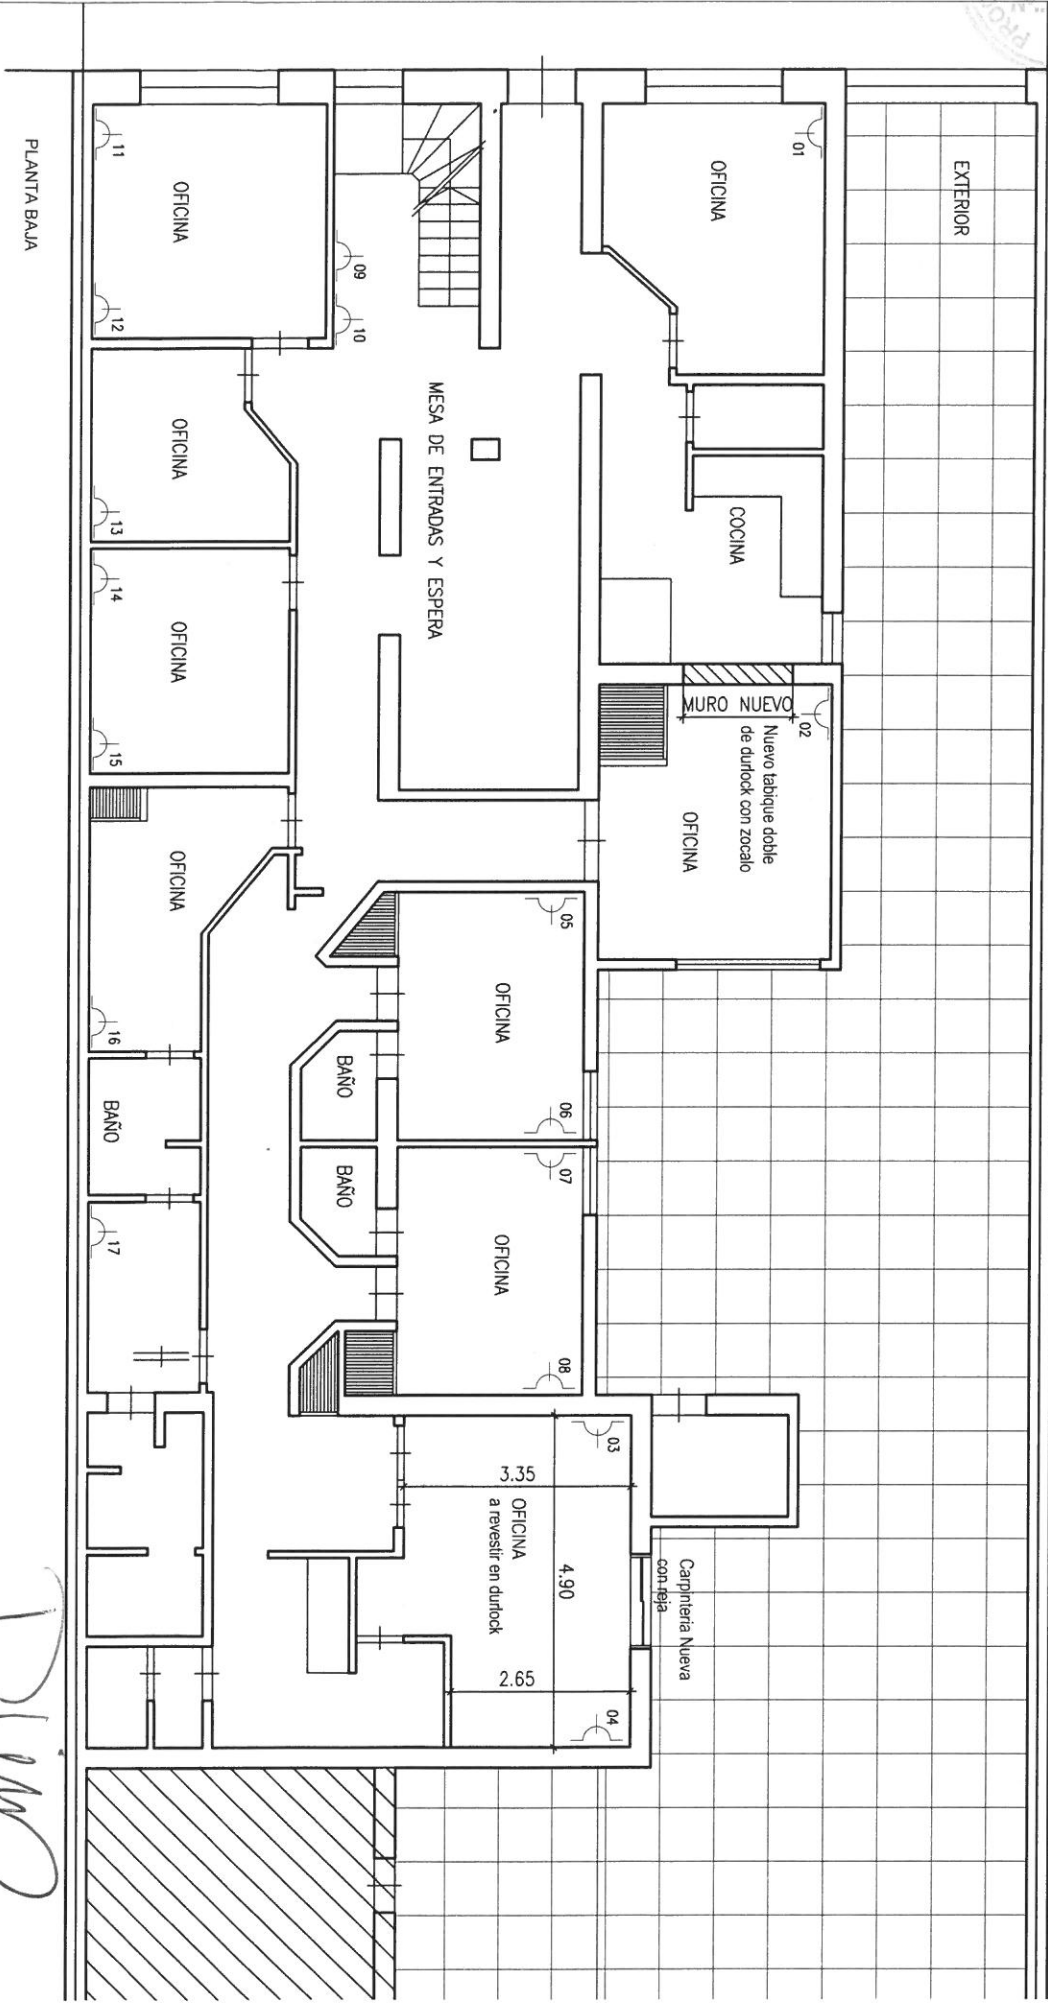 EXTERIOR
01
02
OFICINA
COCINA
MURO NUEVO
Nuevo tabique doble
de durlock con zocalo
OFICINA
Carpinteria Nueva
con reja
03
04
05
06
07
08
4.90
3.35
OFICINA
a revestir en durlock
2.65
OFICINA
OFICINA
MESA DE ENTRADAS Y ESPERA
09
10
BAÑO
BAÑO
OFICINA
OFICINA
OFICINA
OFICINA
BAÑO
11
12
13
14
15
16
17
PLANTA BAJA